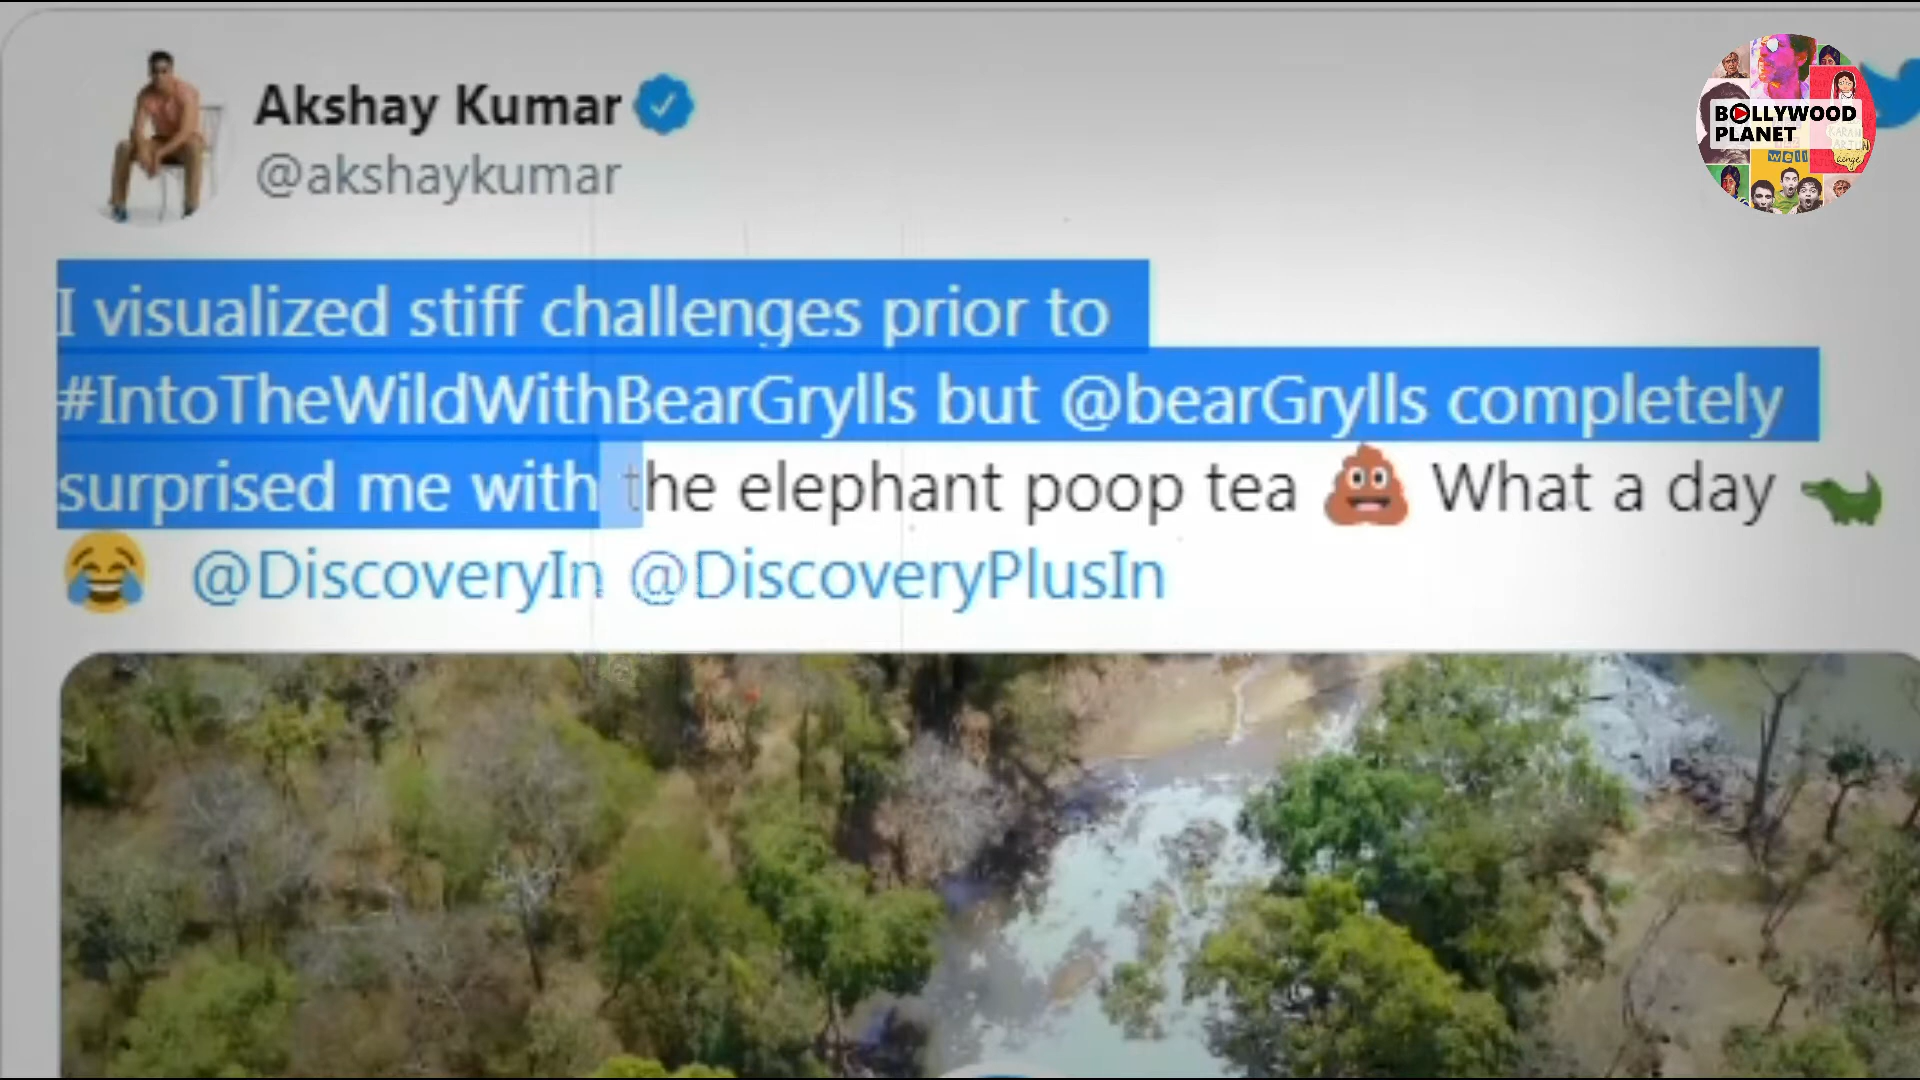 Akshay Kumar
@akshaykumar
BOLLYWOOD
PLANET
well
I visualized stiff challenges prior to
#IntoTheWildWithBearGrylls but @bearGrylls completely
surprised me with the elephant poop tea 💩 What a day 🐊
😂 @DiscoveryIn @DiscoveryPlusIn